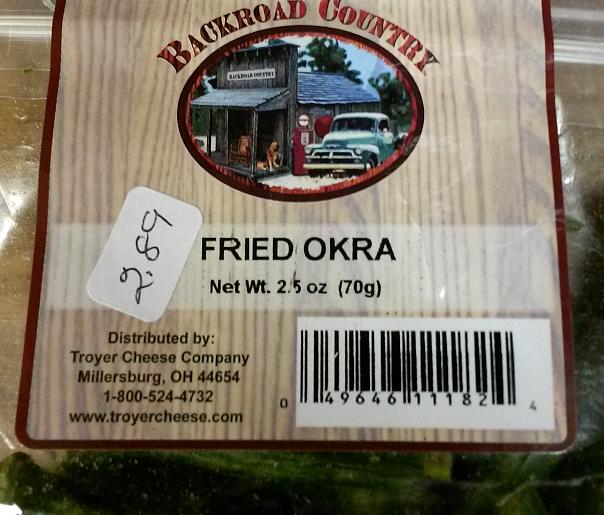 BACKROAD COUNTRY
BACKROAD COUNTRY
2.89
FRIED OKRA
Net Wt. 2.5 oz (70g)
Distributed by:
Troyer Cheese Company
Millersburg, OH 44654
1-800-524-4732
www.troyercheese.com
0 49646 11182 4